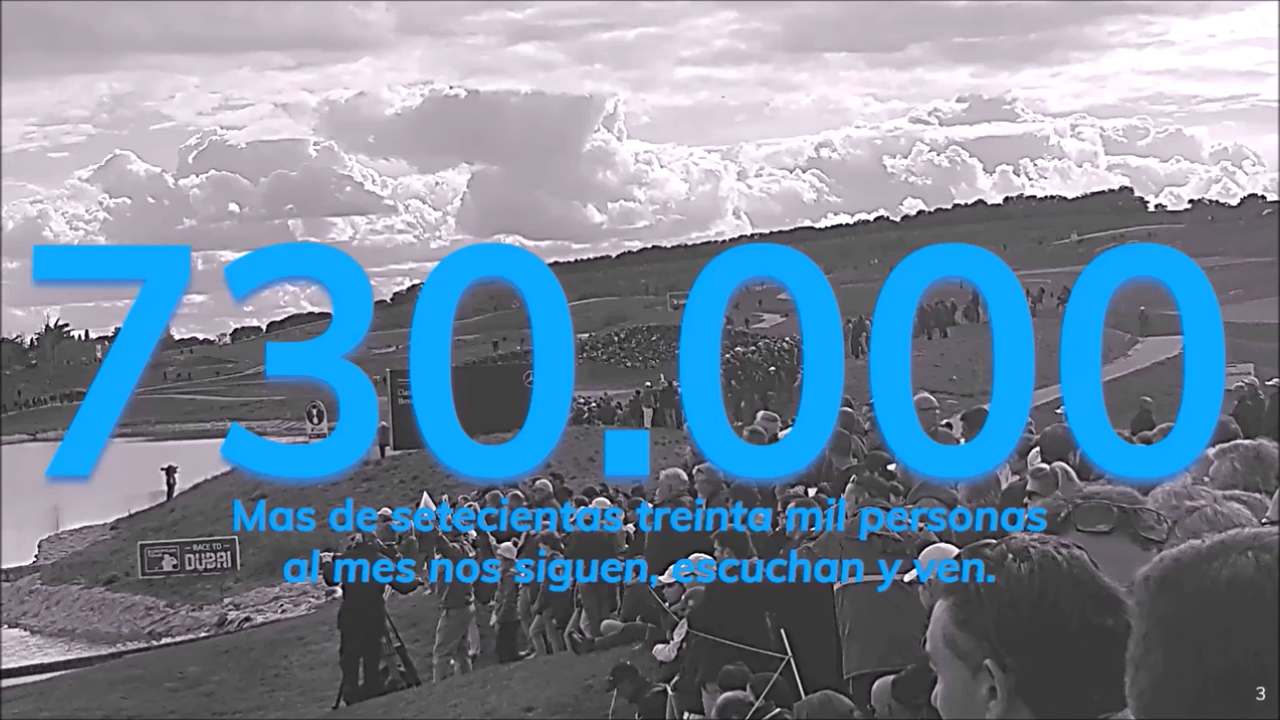 730.000
Mas de setecientas treinta mil personas
al mes nos siguen, escuchan y ven.
RACE TO
DUBAI
3